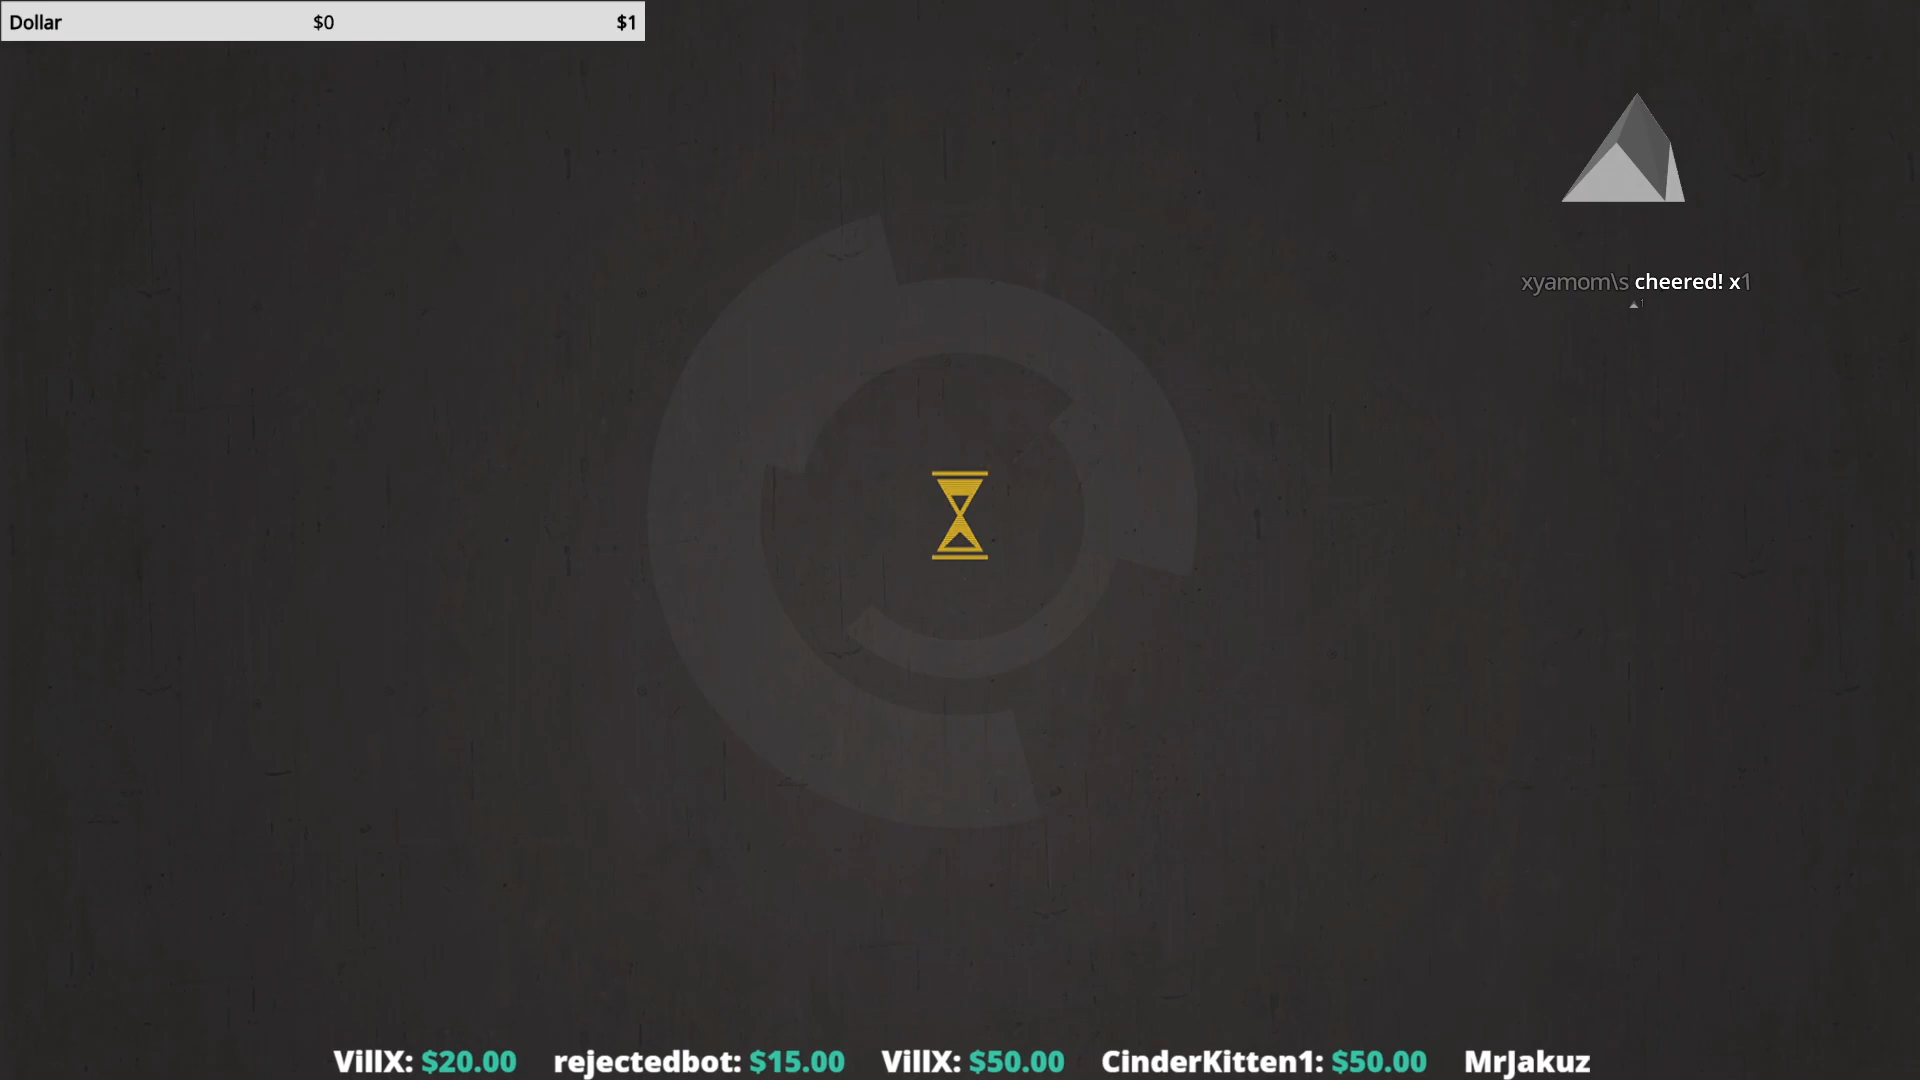 Dollar $0 $1
xyamom\s cheered! x1
1
VillX: $20.00 rejectedbot: $15.00 VillX: $50.00 CinderKitten1: $50.00 MrJakuz